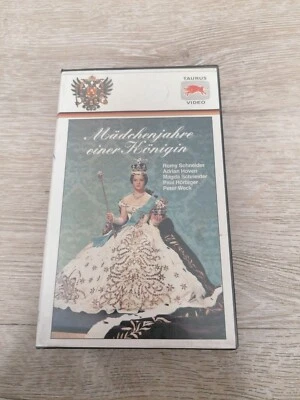 TAURUS
VIDEO
Mädchenjahre
einer Königin
Romy Schneider
Adrian Hoven
Magda Schneider
Paul Hörbiger
Peter Weck